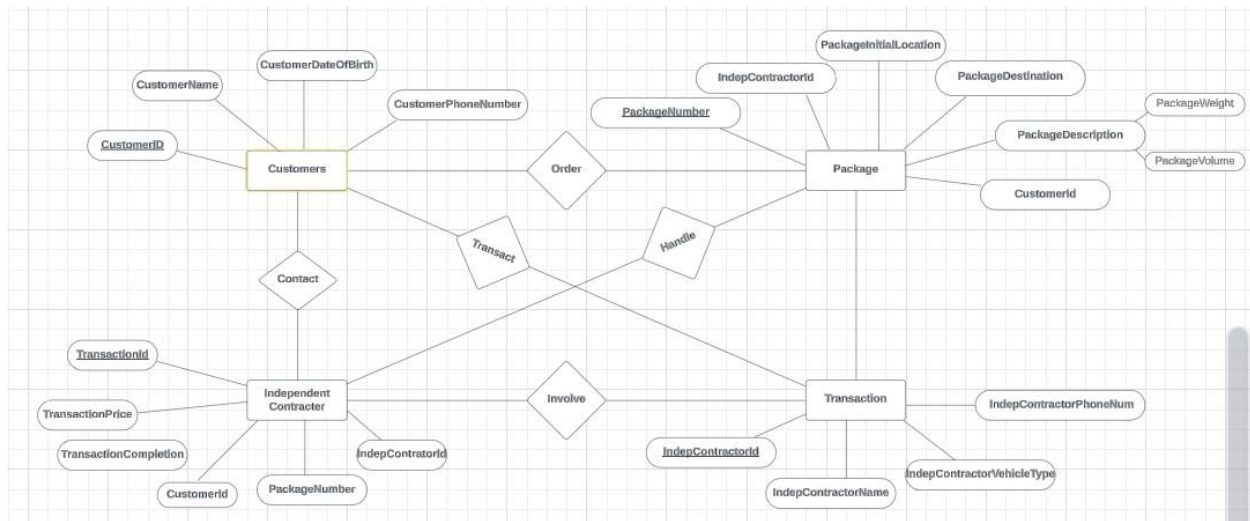 PackageInitialLocation
CustomerDateOfBirth
IndepContractorId
PackageDestination
CustomerName
CustomerPhoneNumber
PackageNumber
PackageWeight
PackageDescription
CustomerID
PackageVolume
Customers
Order
Package
CustomerId
Transact
Handle
Contact
TransactionId
Independent
Contracter
Involve
Transaction
IndepContractorPhoneNum
TransactionPrice
TransactionCompletion
IndepContratorId
IndepContractorId
IndepContractorVehicleType
CustomerId
PackageNumber
IndepContractorName